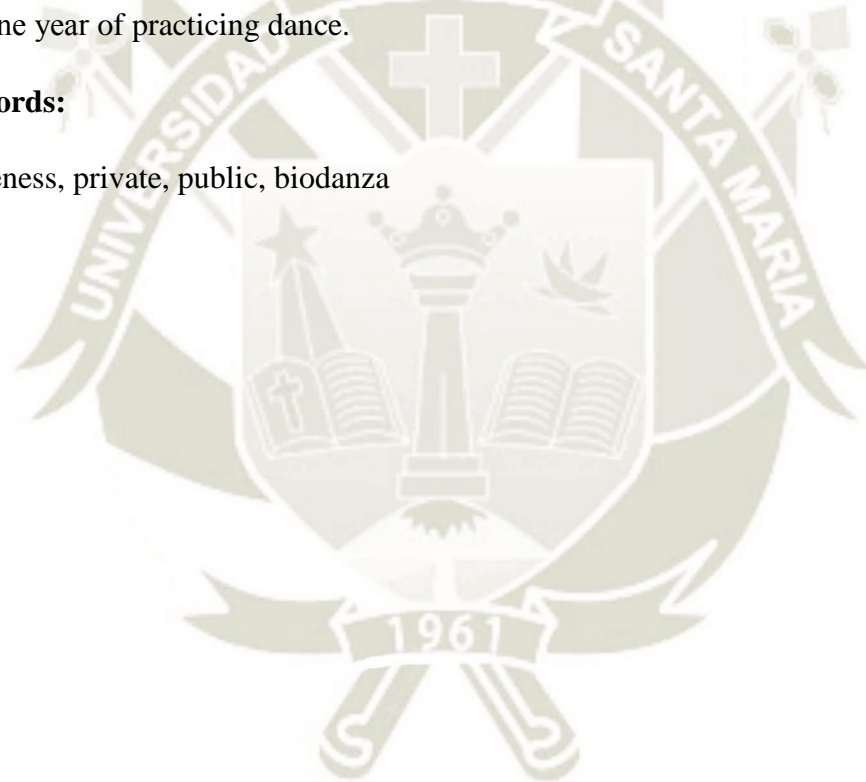 ne year of practicing dance.
ords:
eness, private, public, biodanza
UNIVERSIDAD
SANTA MARIA
1961